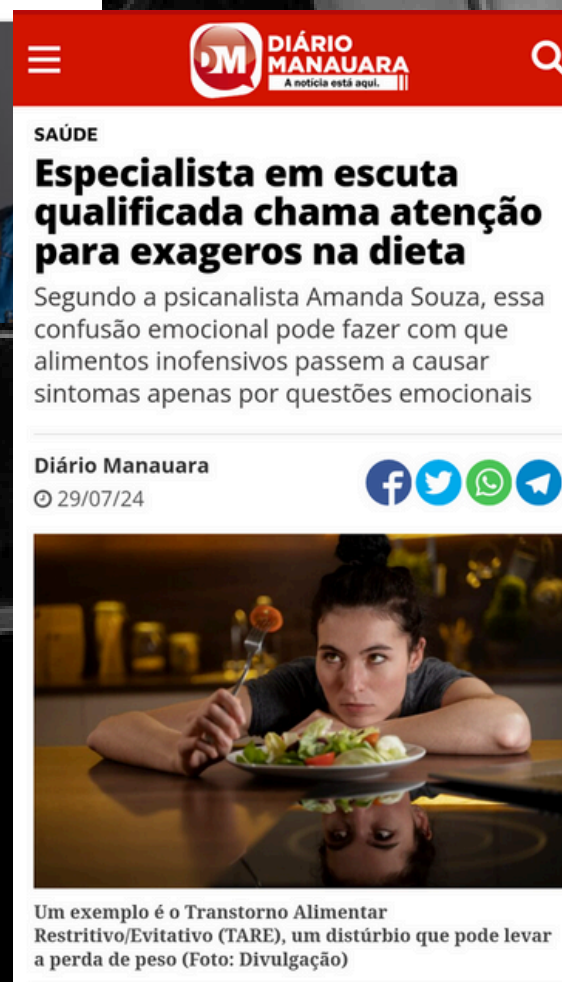 DM
DIÁRIO
MANAUARA
A notícia está aqui.
SAÚDE
Especialista em escuta
qualificada chama atenção
para exageros na dieta
Segundo a psicanalista Amanda Souza, essa
confusão emocional pode fazer com que
alimentos inofensivos passem a causar
sintomas apenas por questões emocionais
Diário Manauara
29/07/24
Um exemplo é o Transtorno Alimentar
Restritivo/Evitativo (TARE), um distúrbio que pode levar
a perda de peso (Foto: Divulgação)